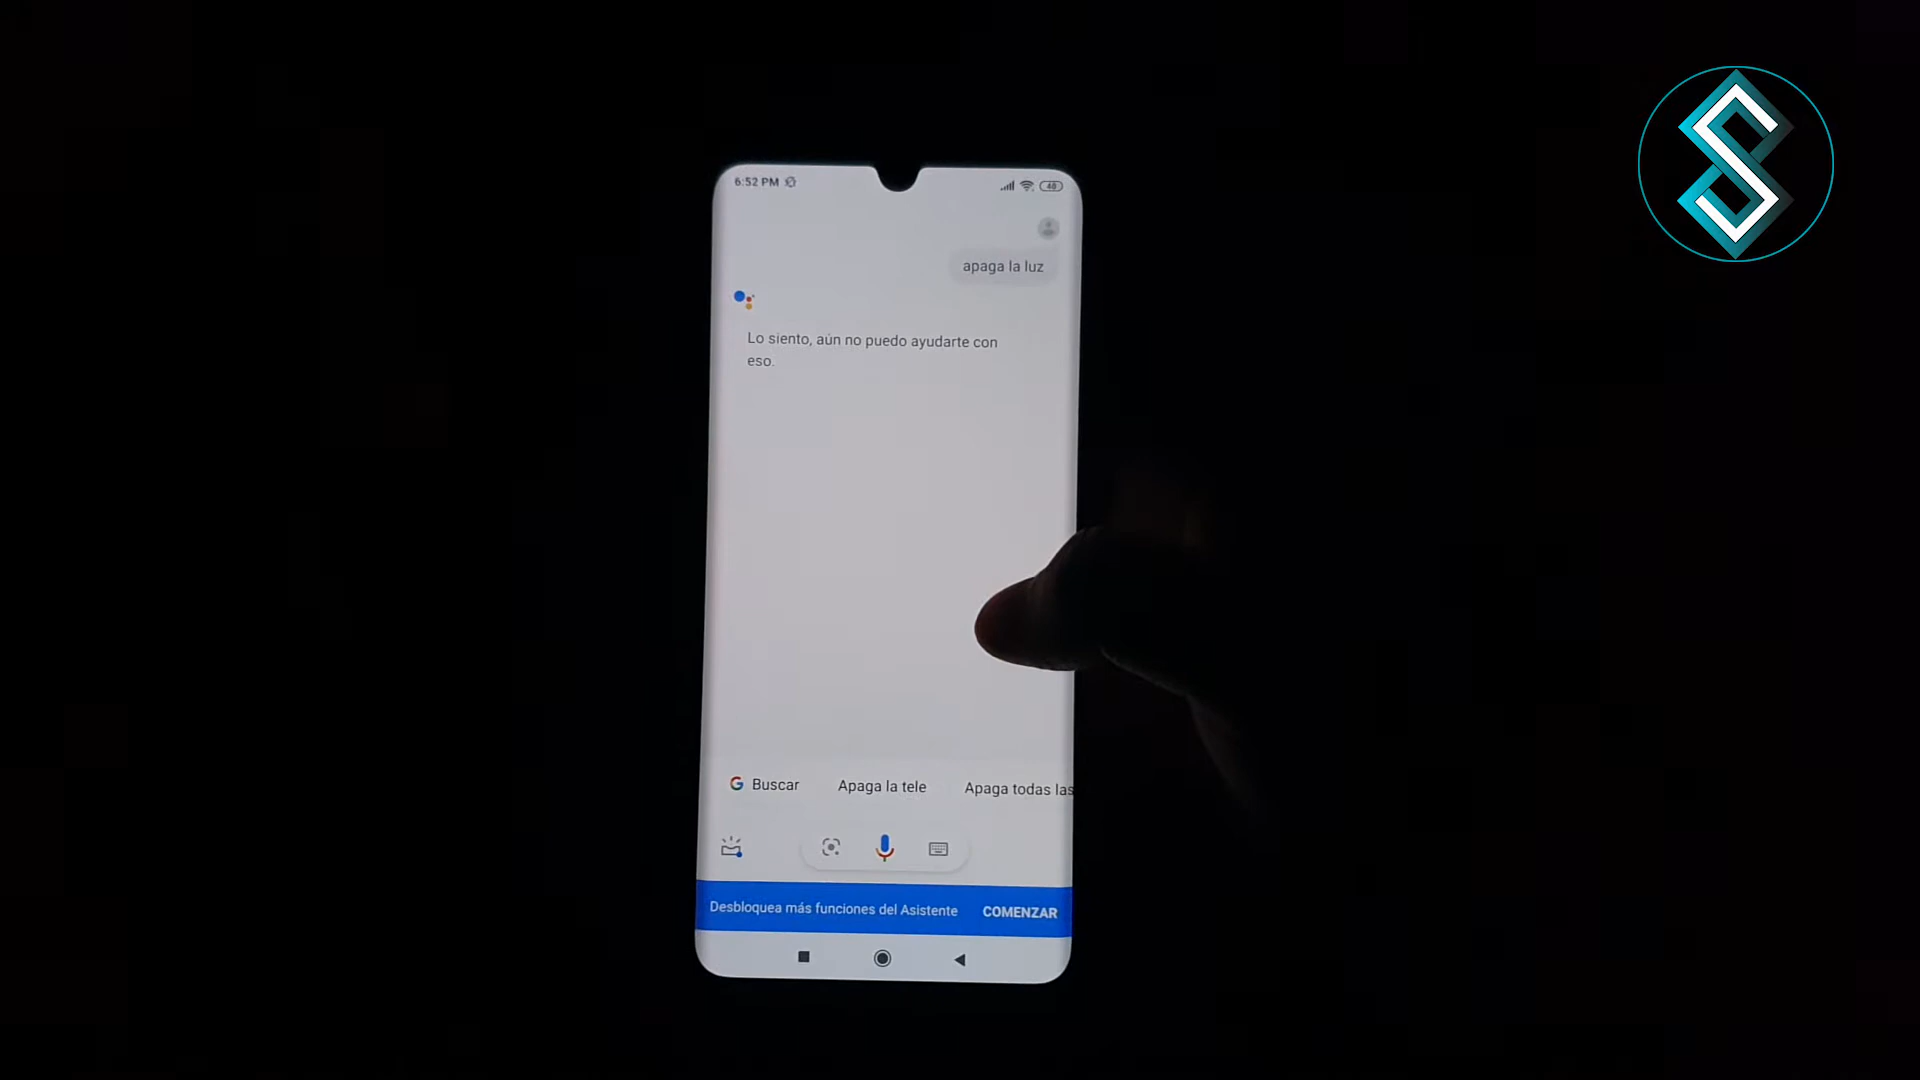 6:52 PM
48
apaga la luz
Lo siento, aún no puedo ayudarte con
eso.
Buscar
Apaga la tele
Apaga todas las
Desbloquea más funciones del Asistente
COMENZAR